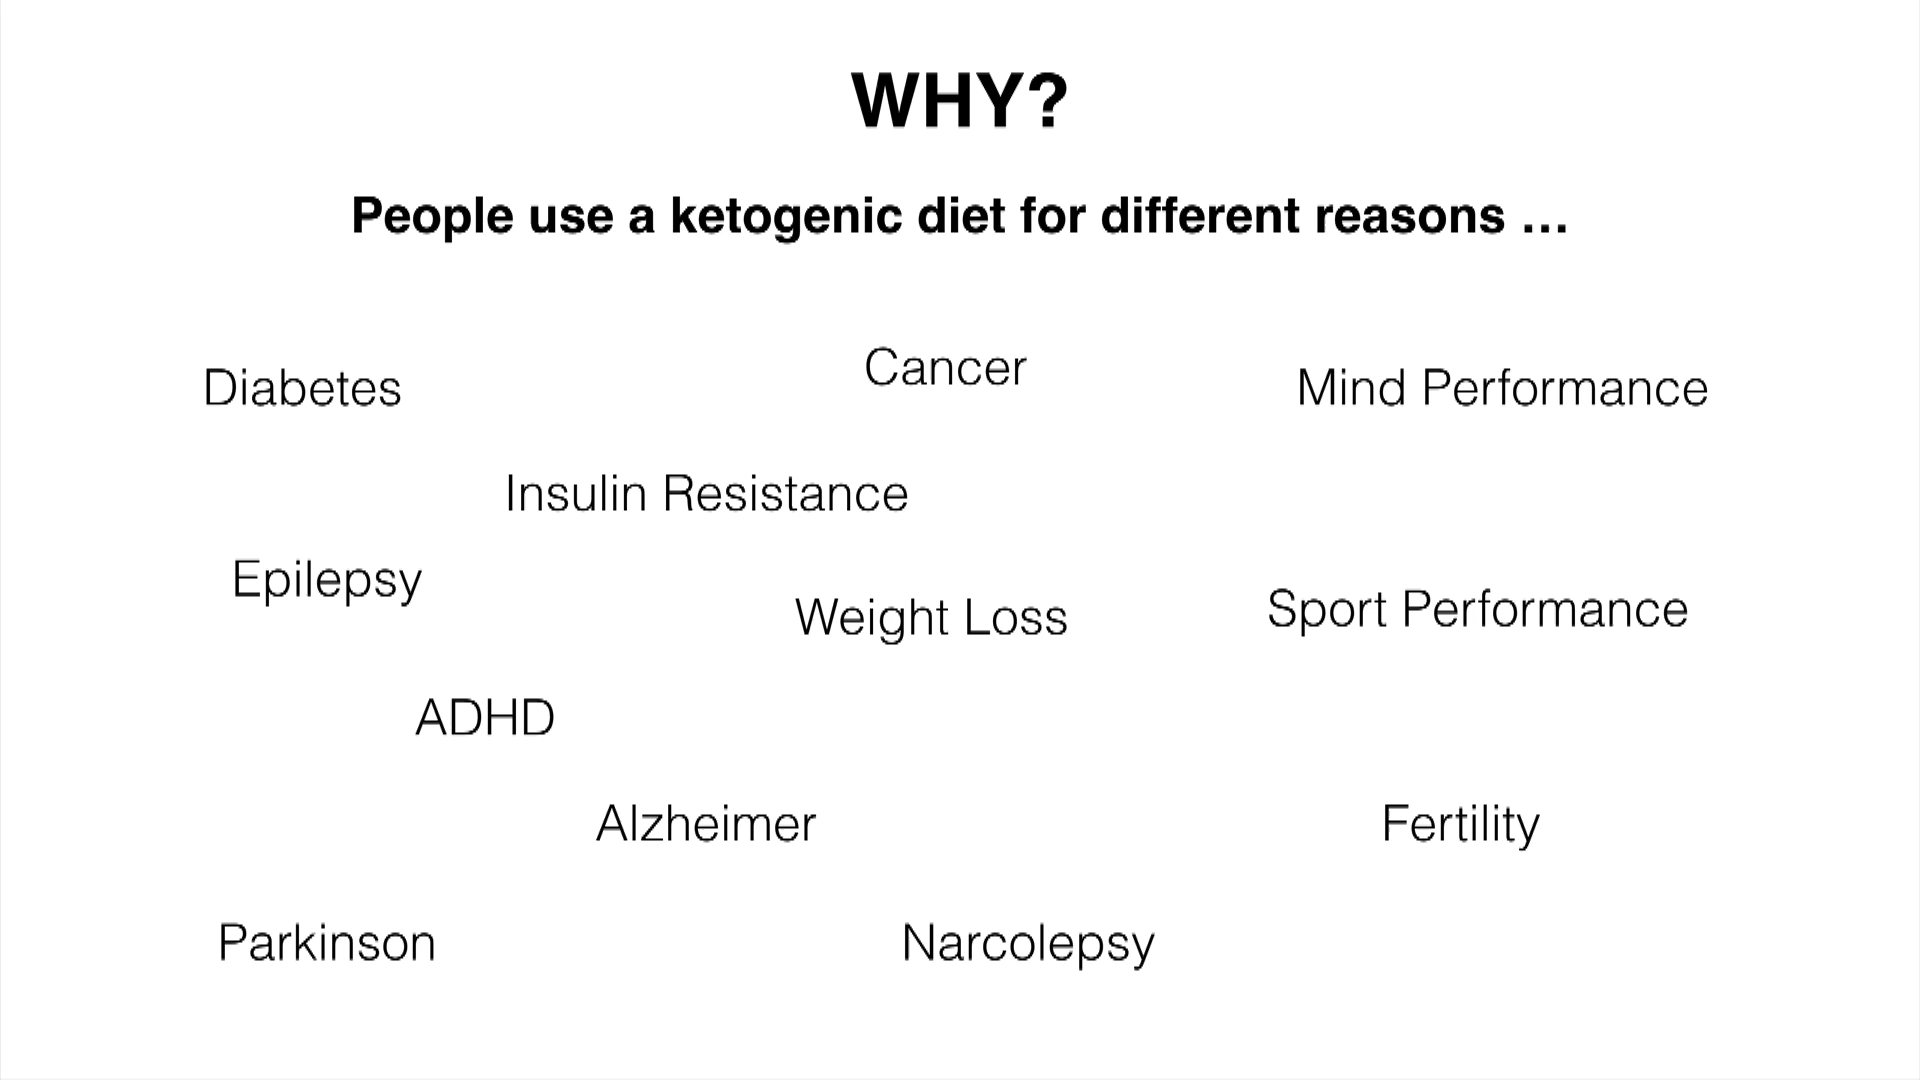 WHY?
People use a ketogenic diet for different reasons …
Diabetes
Cancer
Mind Performance
Insulin Resistance
Epilepsy
Weight Loss
Sport Performance
ADHD
Alzheimer
Fertility
Parkinson
Narcolepsy